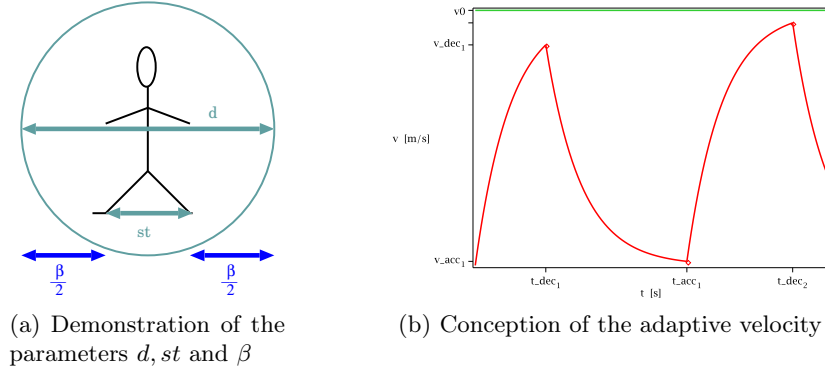 d
st
β/2 β/2
(a) Demonstration of the
parameters d, st and β
v0
v_dec₁
v [m/s]
v_acc₁
t_dec₁ t_acc₁ t_dec₂
t [s]
(b) Conception of the adaptive velocity